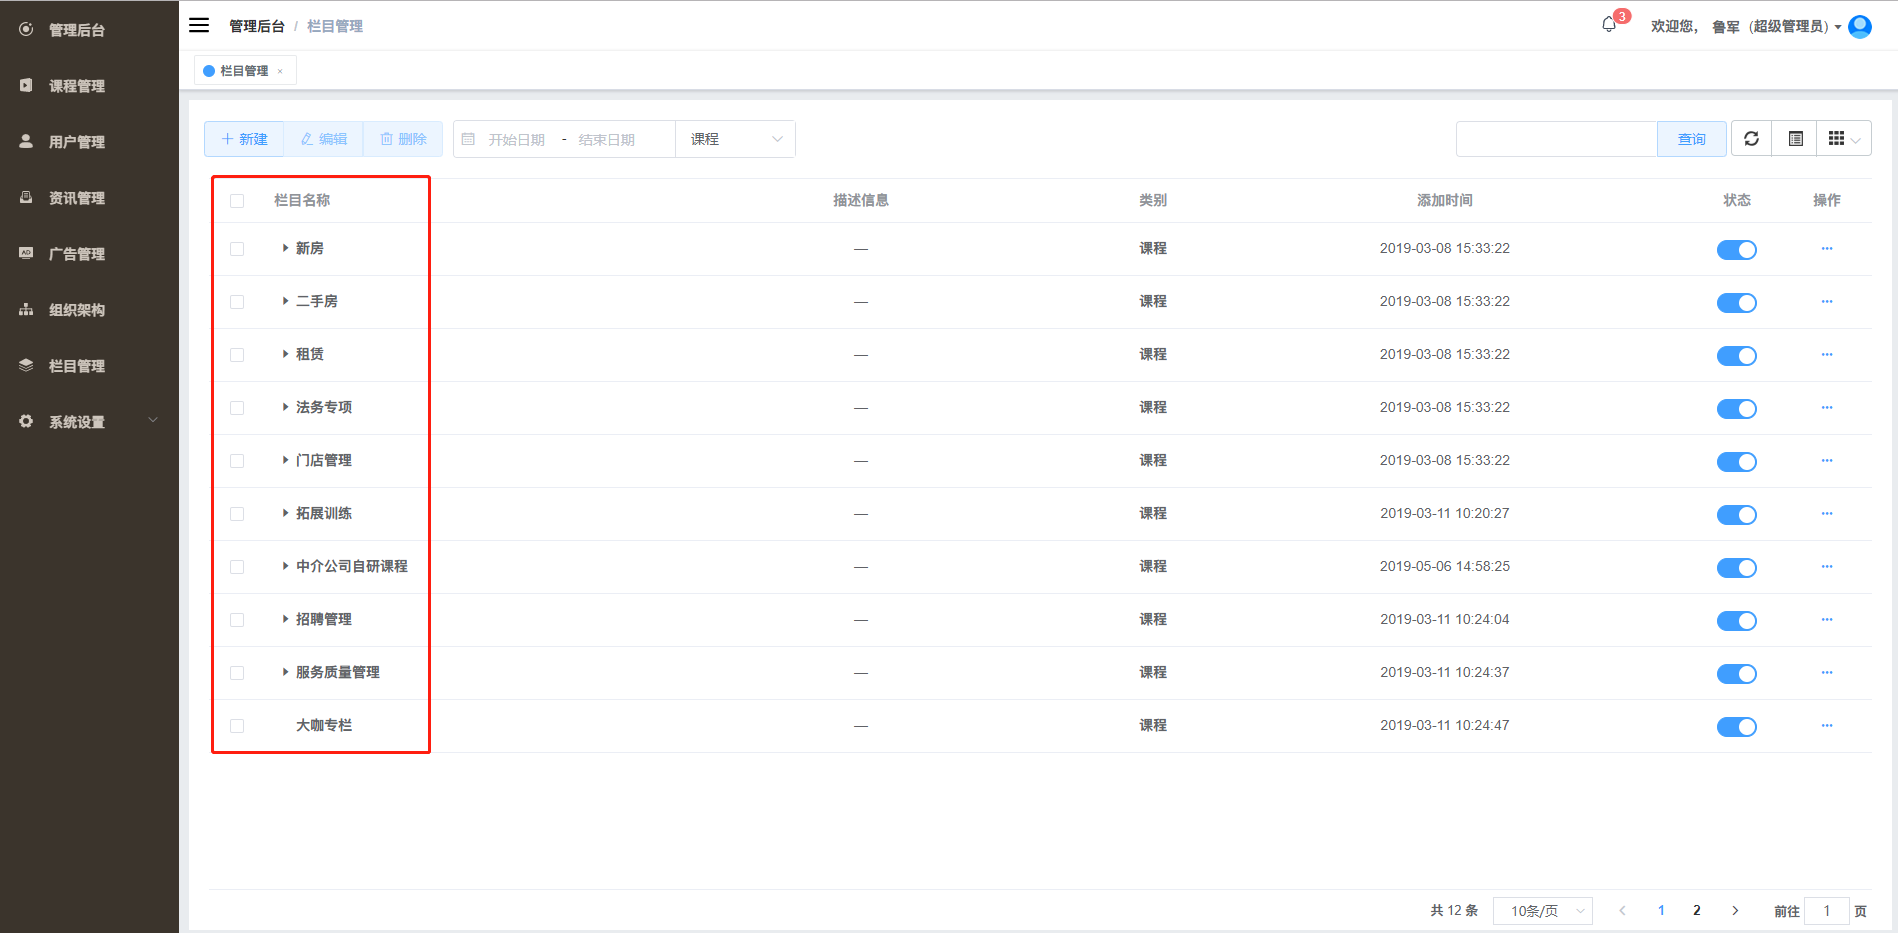 管理后台
课程管理
用户管理
资讯管理
AD 广告管理
组织架构
栏目管理
系统设置
管理后台 / 栏目管理
3
欢迎您， 鲁军（超级管理员）
栏目管理 ×
新建 编辑 删除 开始日期 - 结束日期 课程 查询
栏目名称 描述信息 类别 添加时间 状态 操作
新房 — 课程 2019-03-08 15:33:22 ···
二手房 — 课程 2019-03-08 15:33:22 ···
租赁 — 课程 2019-03-08 15:33:22 ···
法务专项 — 课程 2019-03-08 15:33:22 ···
门店管理 — 课程 2019-03-08 15:33:22 ···
拓展训练 — 课程 2019-03-11 10:20:27 ···
中介公司自研课程 — 课程 2019-05-06 14:58:25 ···
招聘管理 — 课程 2019-03-11 10:24:04 ···
服务质量管理 — 课程 2019-03-11 10:24:37 ···
大咖专栏 — 课程 2019-03-11 10:24:47 ···
共 12 条 10条/页 < 1 2 > 前往 1 页